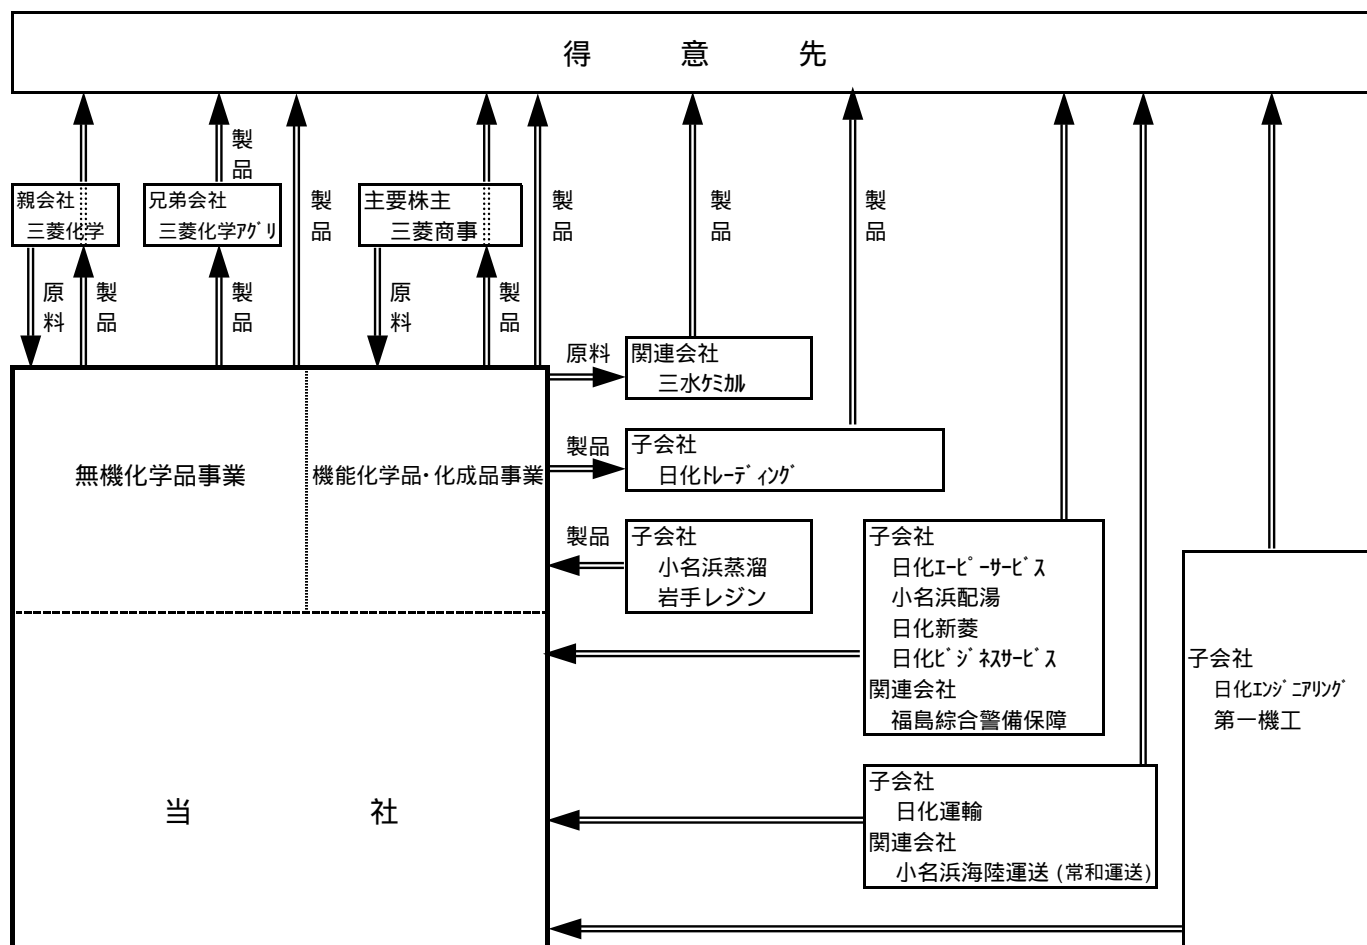 得 意 先
製品
親会社
三菱化学
兄弟会社
三菱化学ｱｸﾞﾘ
製品
主要株主
三菱商事
製品
製品
製品
原料
製品
製品
原料
製品
原料
関連会社
三水ｹﾐｶﾙ
製品
子会社
日化ﾄﾚｰﾃﾞｨﾝｸﾞ
無機化学品事業
機能化学品・化成品事業
製品
子会社
小名浜蒸溜
岩手レジン
子会社
日化ｴｰﾋﾟｰｻｰﾋﾞｽ
小名浜配湯
日化新菱
日化ﾋﾞｼﾞﾈｽｻｰﾋﾞｽ
関連会社
福島綜合警備保障
子会社
日化ｴﾝｼﾞﾆｱﾘﾝｸﾞ
第一機工
当 社
子会社
日化運輸
関連会社
小名浜海陸運送 (常和運送)